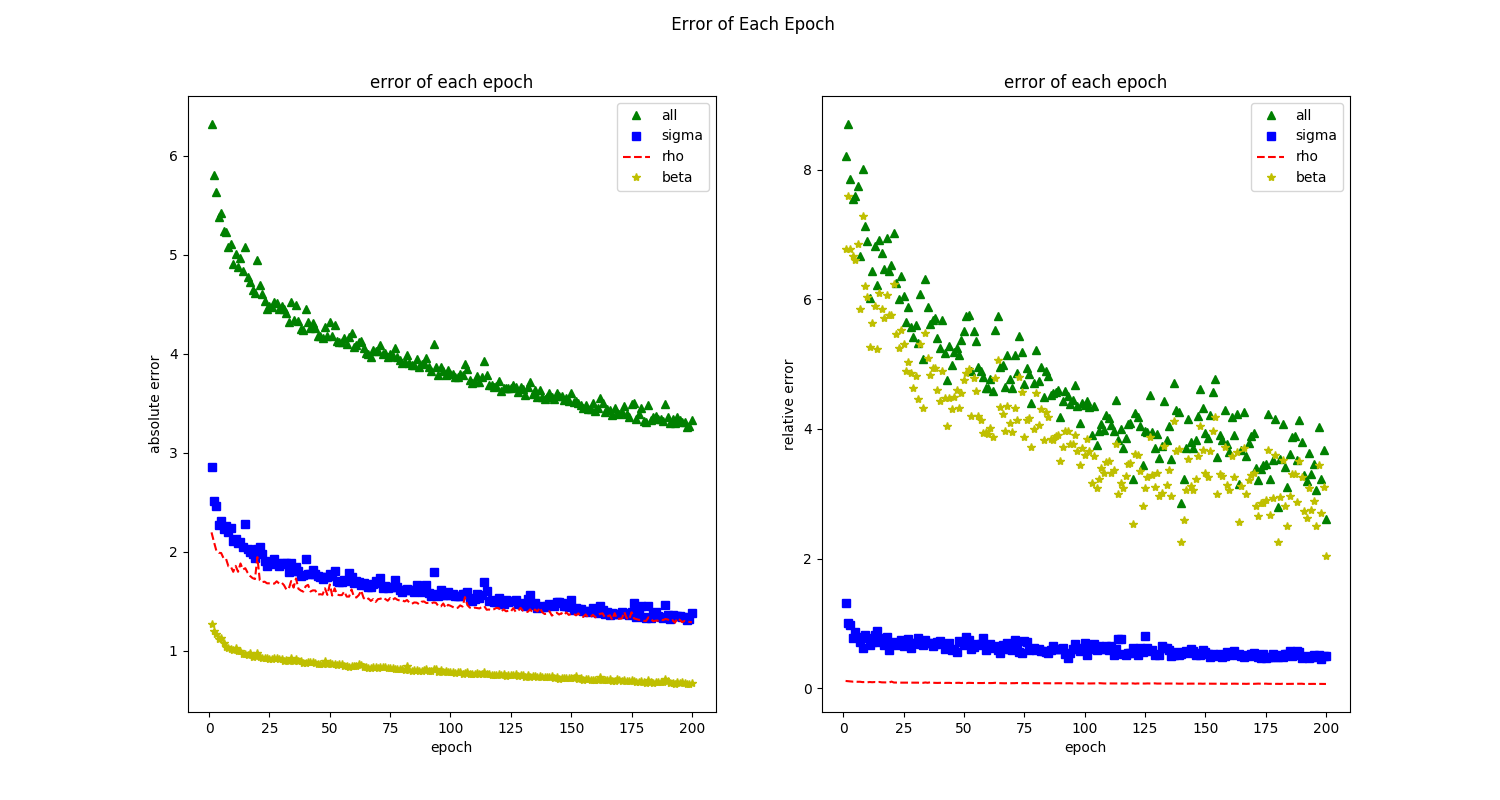 Error of Each Epoch
error of each epoch
absolute error
6
5
4
3
2
1
0 25 50 75 100 125 150 175 200
epoch
all
sigma
rho
beta
error of each epoch
relative error
8
6
4
2
0
0 25 50 75 100 125 150 175 200
epoch
all
sigma
rho
beta